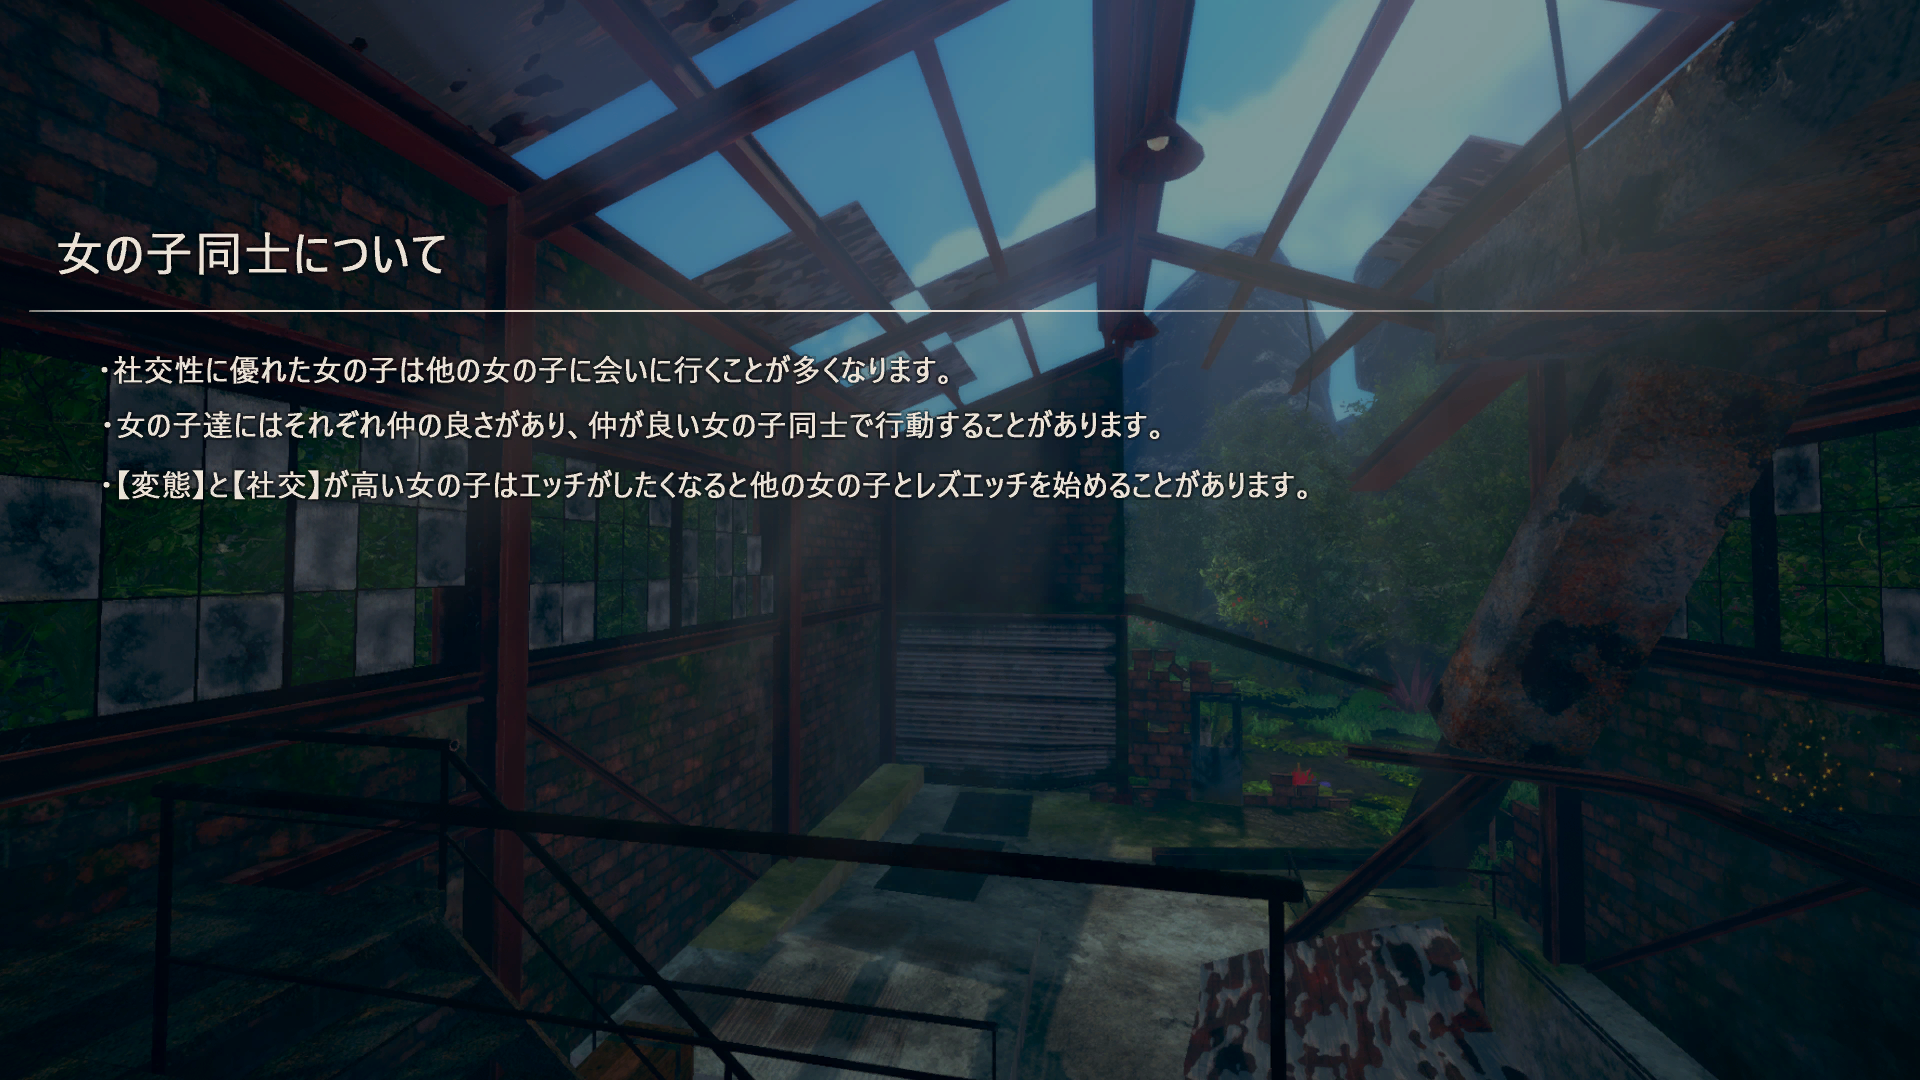 女の子同士について
・社交性に優れた女の子は他の女の子に会いに行くことが多くなります。
・女の子達にはそれぞれ仲の良さがあり、仲が良い女の子同士で行動することがあります。
・【変態】と【社交】が高い女の子はエッチがしたくなると他の女の子とレズエッチを始めることがあります。